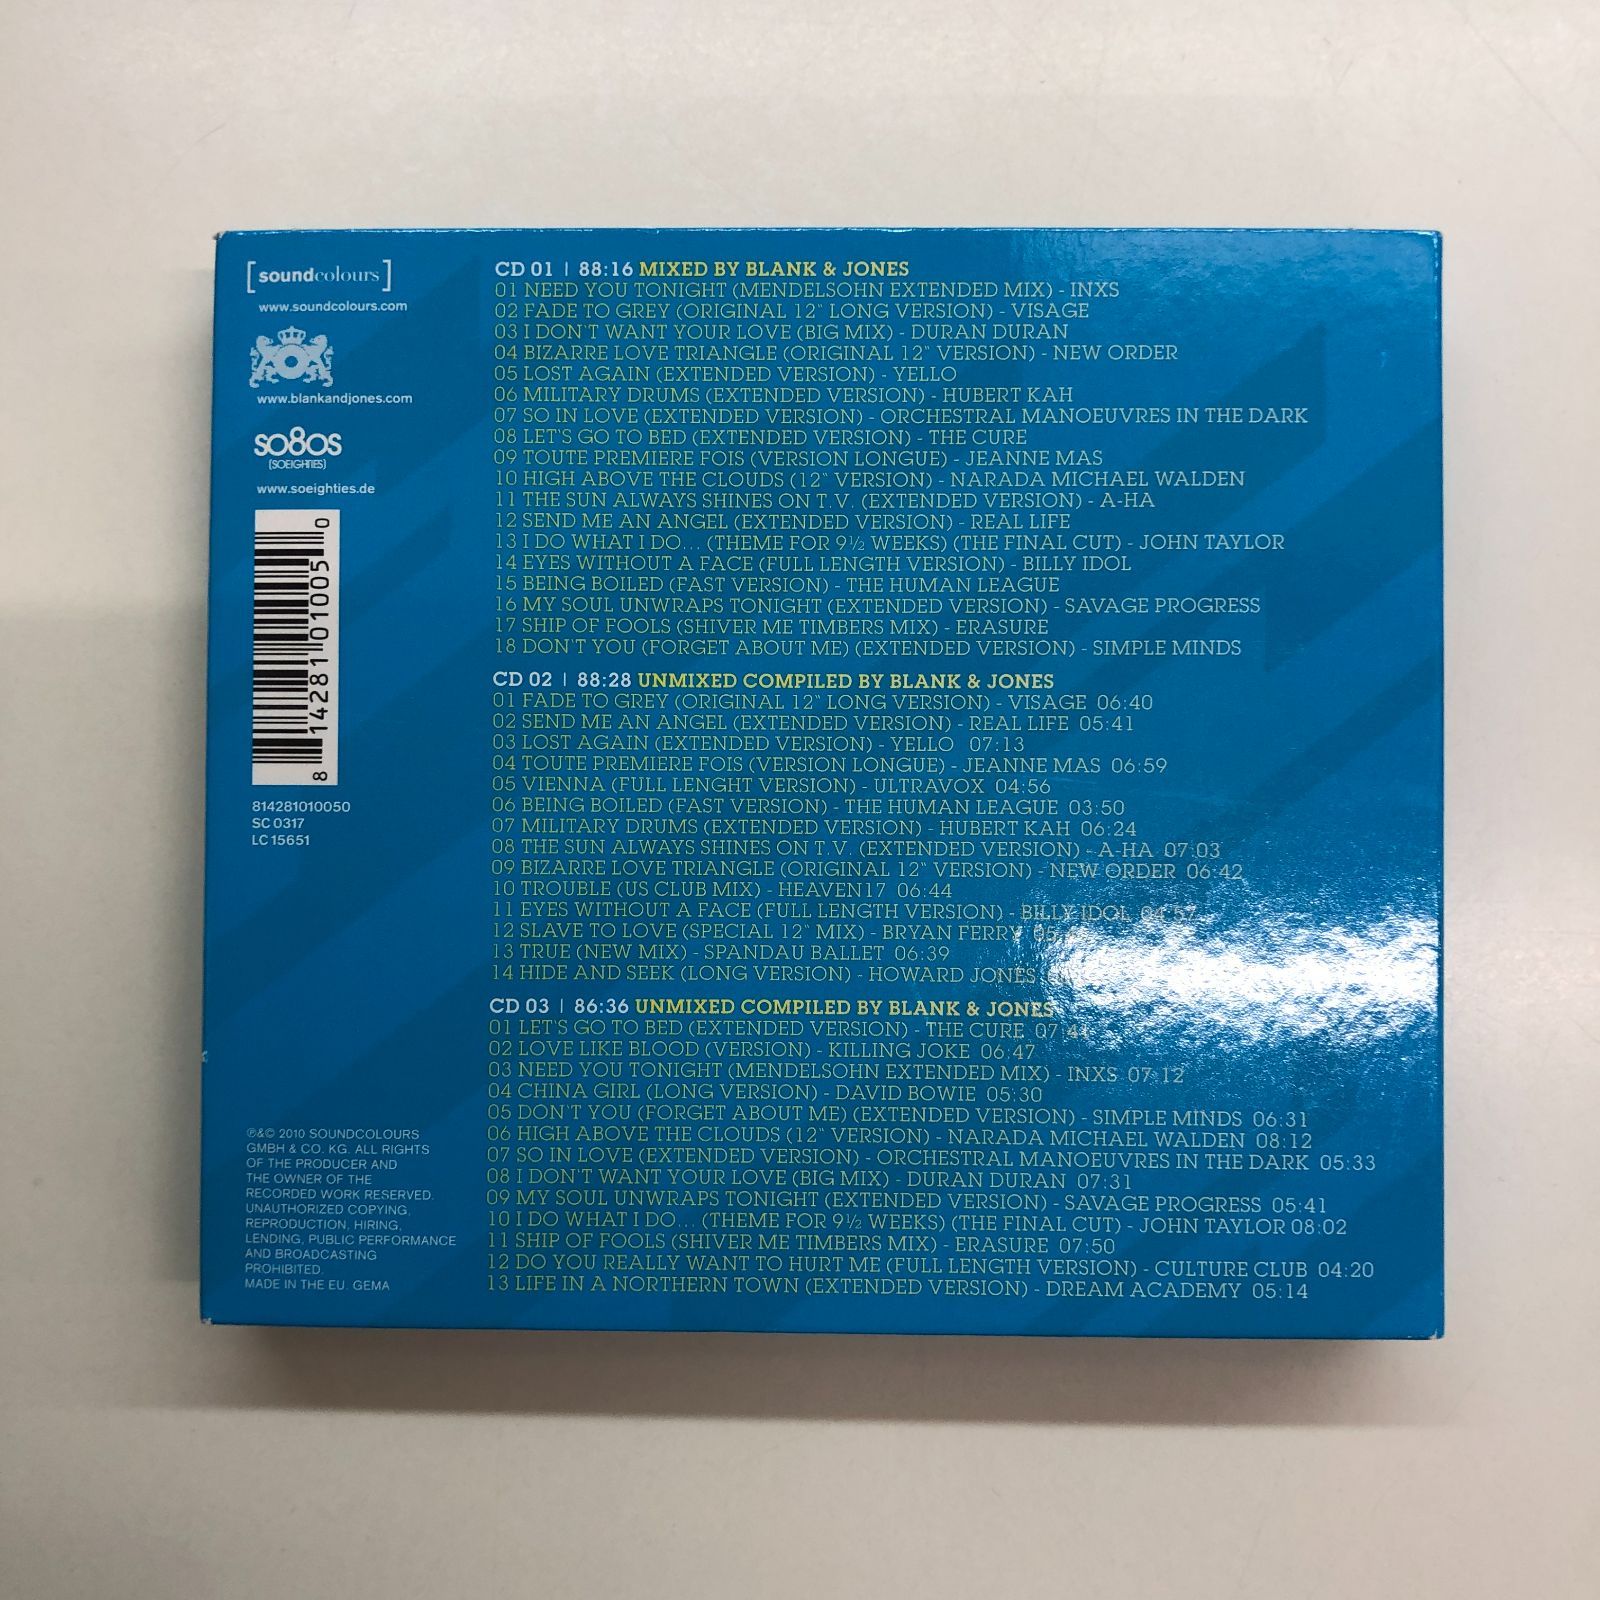 [soundcolours]
www.soundcolours.com
www.blankandjones.com
so8os
(SOEIGHTIES)
www.soeighties.de
8 14281 01005 0
814281010050
SC 0317
LC 15651
℗&© 2010 SOUNDCOLOURS
GMBH & CO. KG. ALL RIGHTS
OF THE PRODUCER AND
THE OWNER OF THE
RECORDED WORK RESERVED.
UNAUTHORIZED COPYING,
REPRODUCTION, HIRING,
LENDING, PUBLIC PERFORMANCE
AND BROADCASTING
PROHIBITED.
MADE IN THE EU. GEMA
CD 01 | 88:16 MIXED BY BLANK & JONES
01 NEED YOU TONIGHT (MENDELSOHN EXTENDED MIX) - INXS
02 FADE TO GREY (ORIGINAL 12" LONG VERSION) - VISAGE
03 I DON'T WANT YOUR LOVE (BIG MIX) - DURAN DURAN
04 BIZARRE LOVE TRIANGLE (ORIGINAL 12" VERSION) - NEW ORDER
05 LOST AGAIN (EXTENDED VERSION) - YELLO
06 MILITARY DRUMS (EXTENDED VERSION) - HUBERT KAH
07 SO IN LOVE (EXTENDED VERSION) - ORCHESTRAL MANOEUVRES IN THE DARK
08 LET'S GO TO BED (EXTENDED VERSION) - THE CURE
09 TOUTE PREMIERE FOIS (VERSION LONGUE) - JEANNE MAS
10 HIGH ABOVE THE CLOUDS (12" VERSION) - NARADA MICHAEL WALDEN
11 THE SUN ALWAYS SHINES ON T.V. (EXTENDED VERSION) - A-HA
12 SEND ME AN ANGEL (EXTENDED VERSION) - REAL LIFE
13 I DO WHAT I DO... (THEME FOR 9½ WEEKS) (THE FINAL CUT) - JOHN TAYLOR
14 EYES WITHOUT A FACE (FULL LENGTH VERSION) - BILLY IDOL
15 BEING BOILED (FAST VERSION) - THE HUMAN LEAGUE
16 MY SOUL UNWRAPS TONIGHT (EXTENDED VERSION) - SAVAGE PROGRESS
17 SHIP OF FOOLS (SHIVER ME TIMBERS MIX) - ERASURE
18 DON'T YOU (FORGET ABOUT ME) (EXTENDED VERSION) - SIMPLE MINDS
CD 02 | 88:28 UNMIXED COMPILED BY BLANK & JONES
01 FADE TO GREY (ORIGINAL 12" LONG VERSION) - VISAGE 06:40
02 SEND ME AN ANGEL (EXTENDED VERSION) - REAL LIFE 05:41
03 LOST AGAIN (EXTENDED VERSION) - YELLO 07:13
04 TOUTE PREMIERE FOIS (VERSION LONGUE) - JEANNE MAS 06:59
05 VIENNA (FULL LENGHT VERSION) - ULTRAVOX 04:56
06 BEING BOILED (FAST VERSION) - THE HUMAN LEAGUE 03:50
07 MILITARY DRUMS (EXTENDED VERSION) - HUBERT KAH 06:24
08 THE SUN ALWAYS SHINES ON T.V. (EXTENDED VERSION) - A-HA 07:03
09 BIZARRE LOVE TRIANGLE (ORIGINAL 12" VERSION) - NEW ORDER 06:42
10 TROUBLE (US CLUB MIX) - HEAVEN17 06:44
11 EYES WITHOUT A FACE (FULL LENGTH VERSION) - BILLY IDOL 04:57
12 SLAVE TO LOVE (SPECIAL 12" MIX) - BRYAN FERRY
13 TRUE (NEW MIX) - SPANDAU BALLET 06:39
14 HIDE AND SEEK (LONG VERSION) - HOWARD JONES
CD 03 | 86:36 UNMIXED COMPILED BY BLANK & JONES
01 LET'S GO TO BED (EXTENDED VERSION) - THE CURE 07:44
02 LOVE LIKE BLOOD (VERSION) - KILLING JOKE 06:47
03 NEED YOU TONIGHT (MENDELSOHN EXTENDED MIX) - INXS 07:12
04 CHINA GIRL (LONG VERSION) - DAVID BOWIE 05:30
05 DON'T YOU (FORGET ABOUT ME) (EXTENDED VERSION) - SIMPLE MINDS 06:31
06 HIGH ABOVE THE CLOUDS (12" VERSION) - NARADA MICHAEL WALDEN 08:12
07 SO IN LOVE (EXTENDED VERSION) - ORCHESTRAL MANOEUVRES IN THE DARK 05:33
08 I DON'T WANT YOUR LOVE (BIG MIX) - DURAN DURAN 07:31
09 MY SOUL UNWRAPS TONIGHT (EXTENDED VERSION) - SAVAGE PROGRESS 05:41
10 I DO WHAT I DO... (THEME FOR 9½ WEEKS) (THE FINAL CUT) - JOHN TAYLOR 08:02
11 SHIP OF FOOLS (SHIVER ME TIMBERS MIX) - ERASURE 07:50
12 DO YOU REALLY WANT TO HURT ME (FULL LENGTH VERSION) - CULTURE CLUB 04:20
13 LIFE IN A NORTHERN TOWN (EXTENDED VERSION) - DREAM ACADEMY 05:14